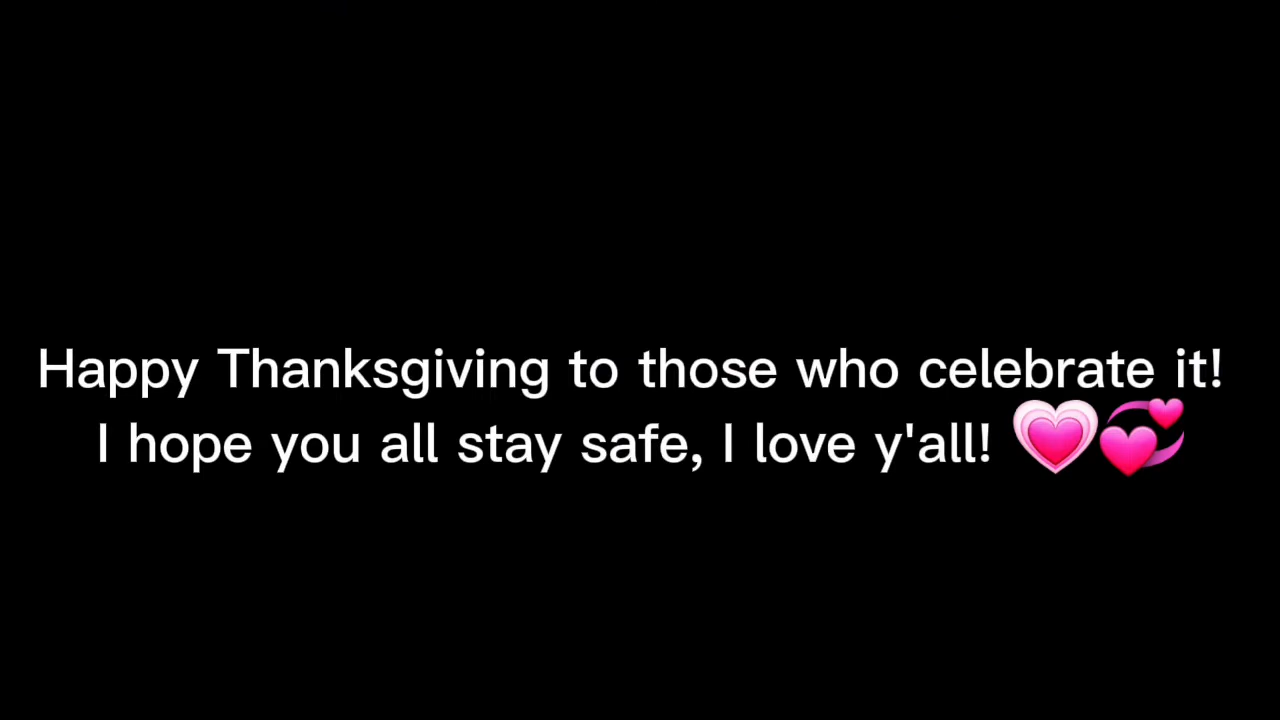 Happy Thanksgiving to those who celebrate it!
I hope you all stay safe, I love y'all! 💗💞